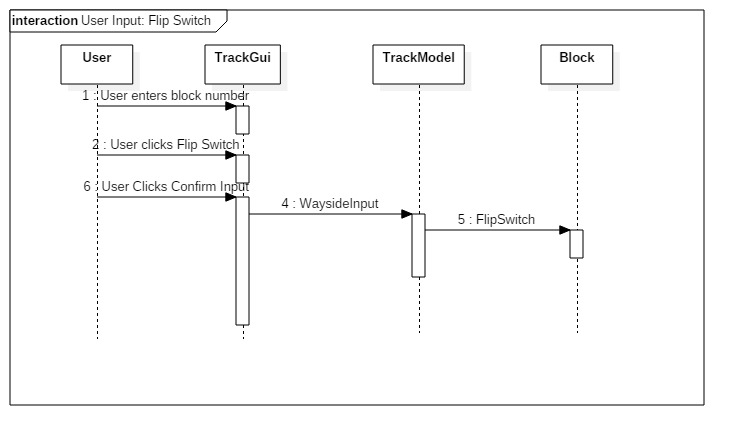 interaction User Input: Flip Switch
User TrackGui TrackModel Block
1 : User enters block number
2 : User clicks Flip Switch
6 : User Clicks Confirm Input
4 : WaysideInput
5 : FlipSwitch